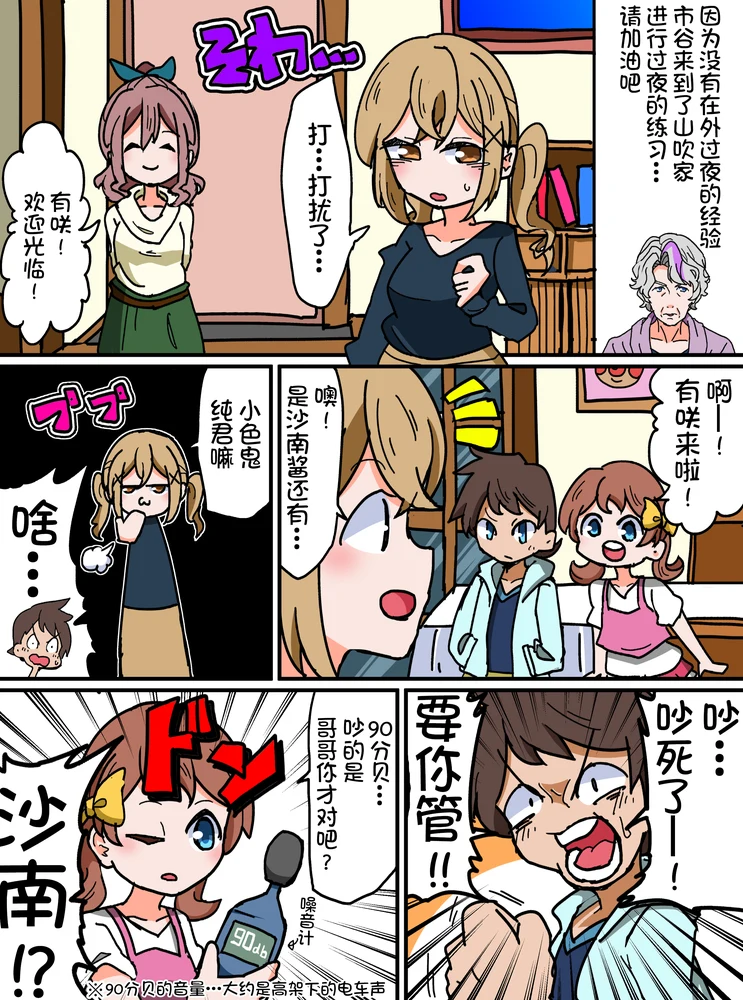 因为没有在外过夜的经验
市谷来到了山吹家
进行过夜的练习…
请加油吧
そわ…
打…打扰了…
有咲！
欢迎光临！
啊ー！
有咲来啦！
噢！
是沙南酱还有…
小色鬼
纯君嘛
ププ
啥…
吵…
吵死了ー！
要你管!!
90分贝…
吵的是
哥哥你才对吧？
ドン
噪音计
90db
沙南!?
※90分贝的音量…大约是高架下的电车声